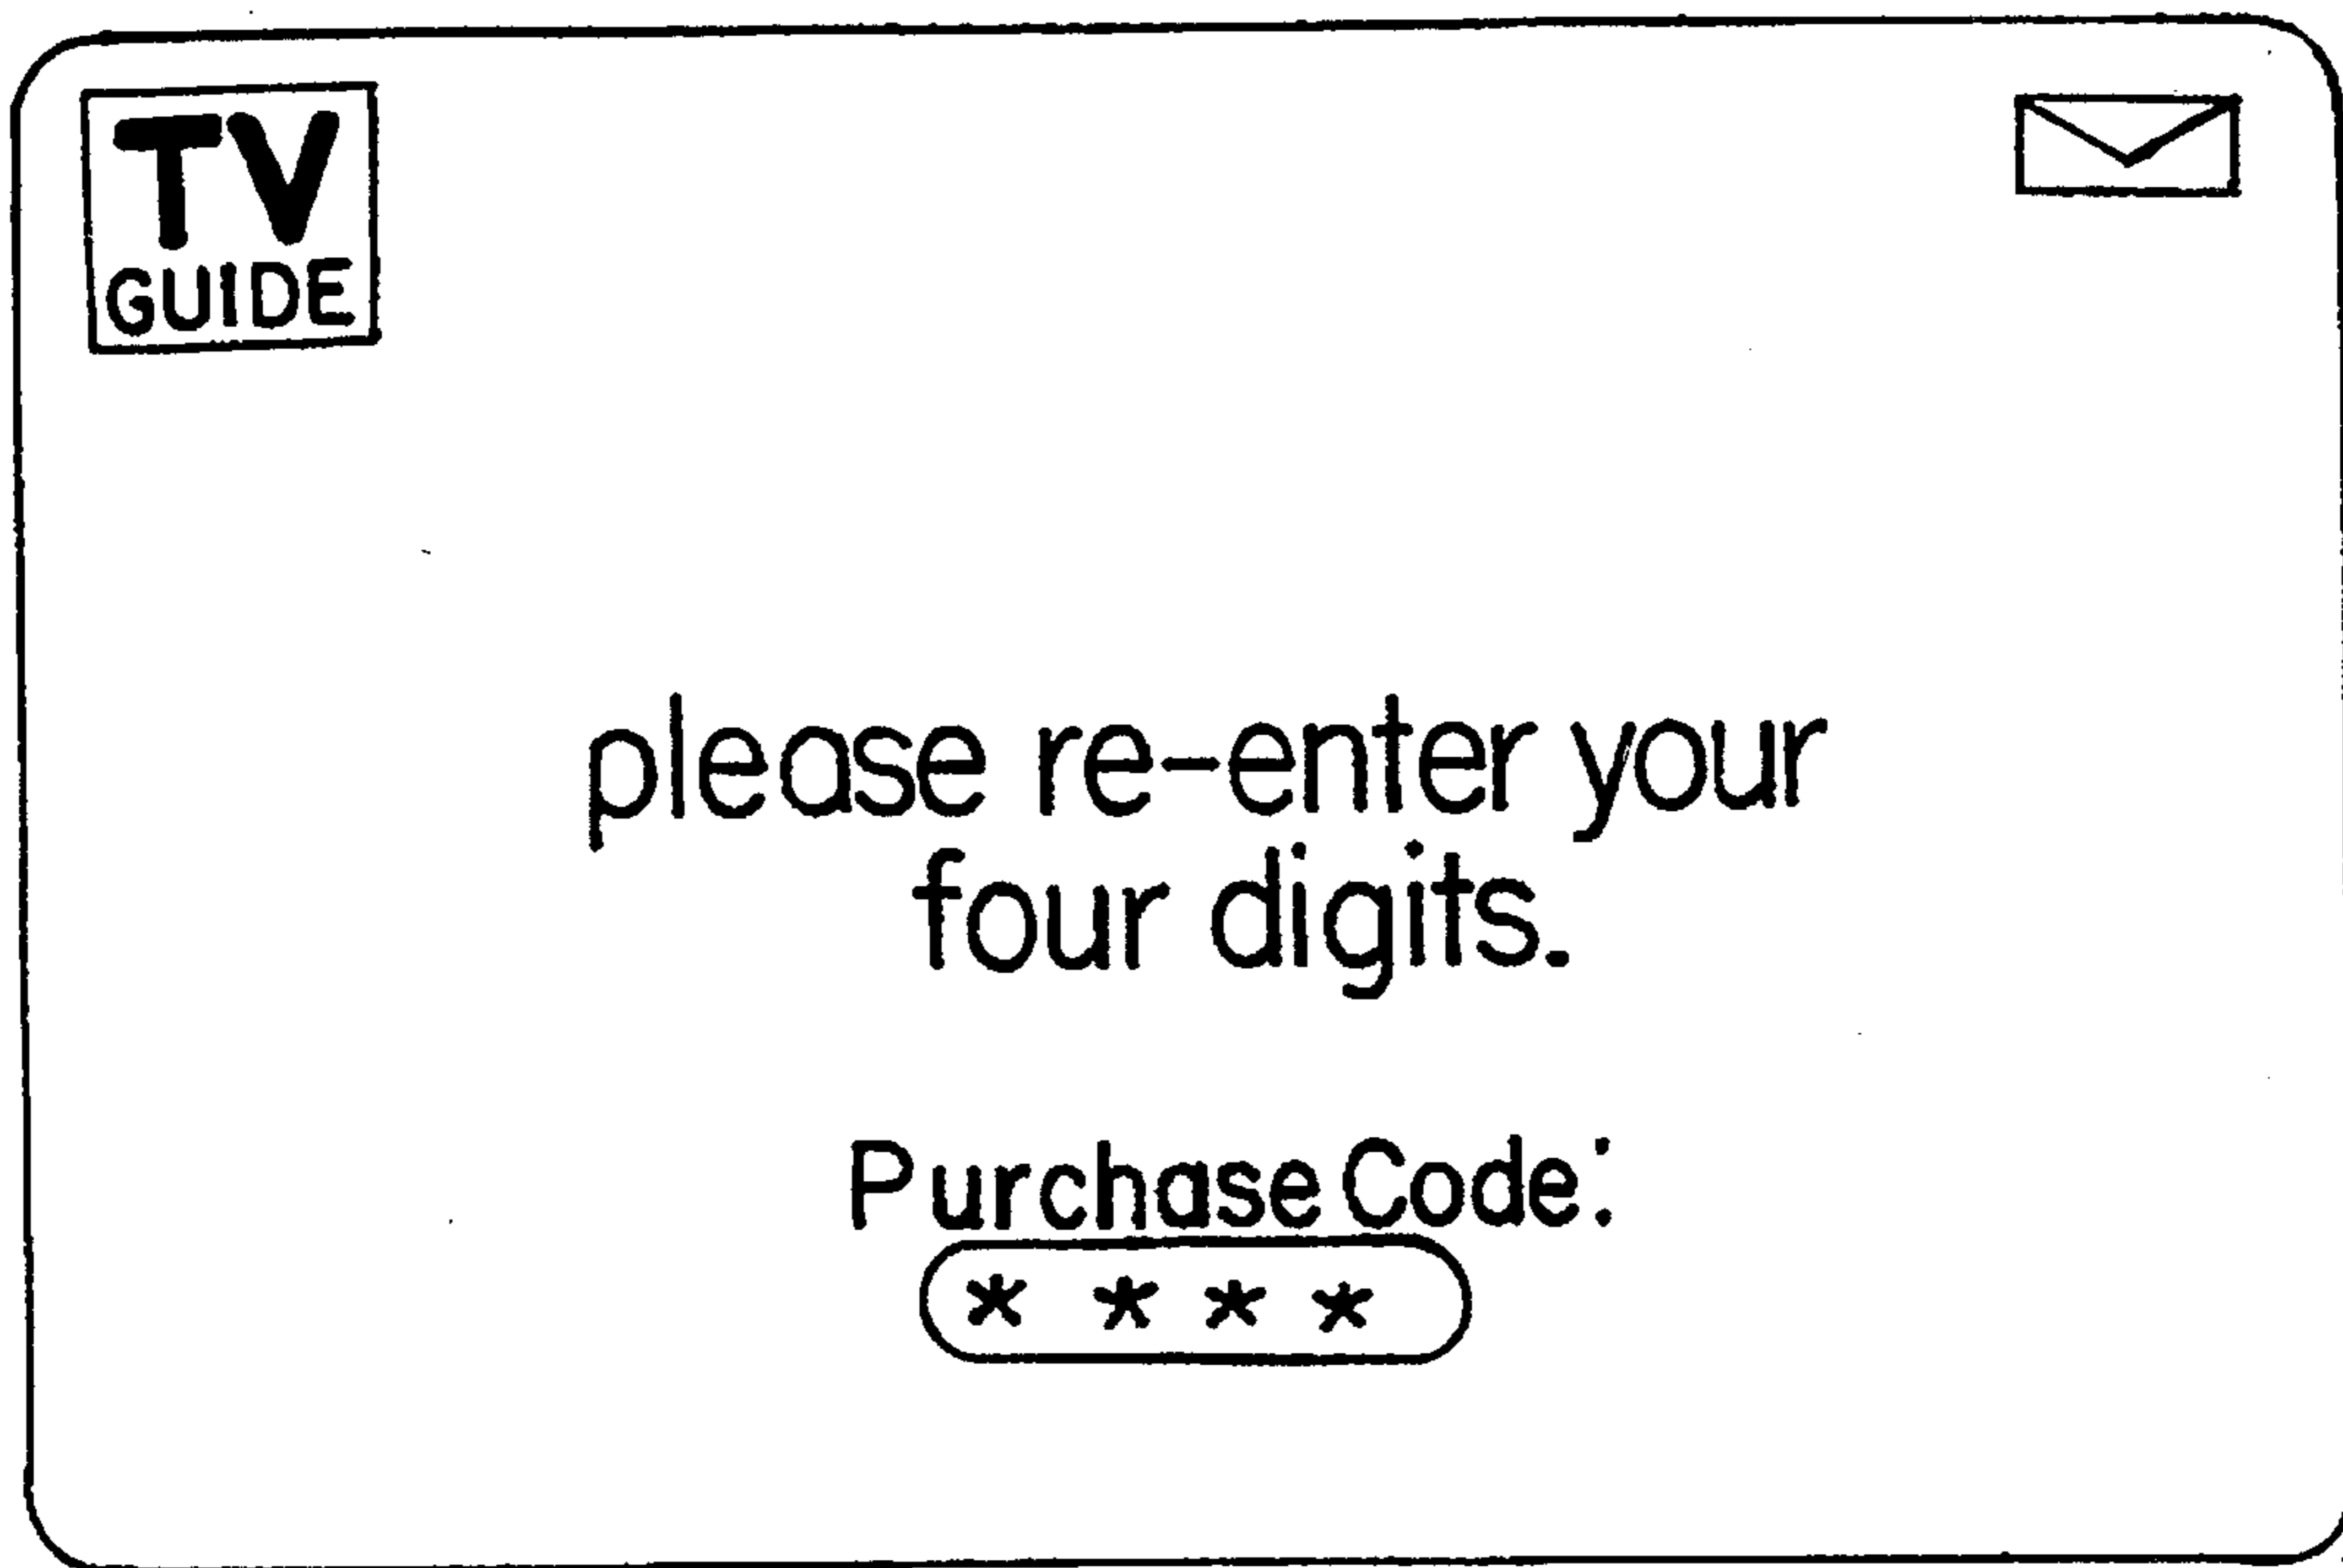 TV
GUIDE
please re-enter your
four digits.
Purchase Code:
* * * *